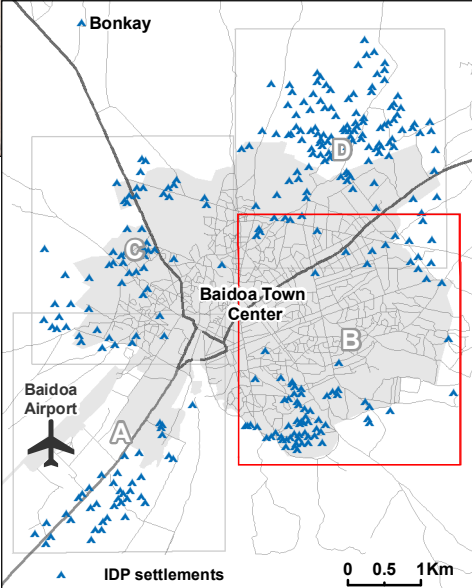 Bonkay
D
C
Baidoa Town
Center
B
Baidoa
Airport
A
IDP settlements
0 0.5 1Km